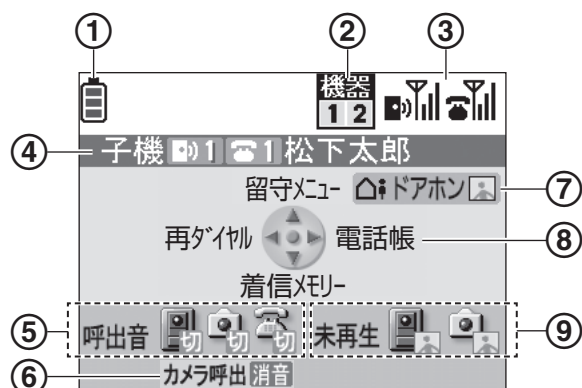 ① ② ③
機器
1 2
④ 子機 1 1 松下太郎
留守メニュー ドアホン ⑦
再ダイヤル 電話帳 ⑧
着信メモリー
⑤ 呼出音 切 切 切 未再生 ⑨
⑥ カメラ呼出 消音